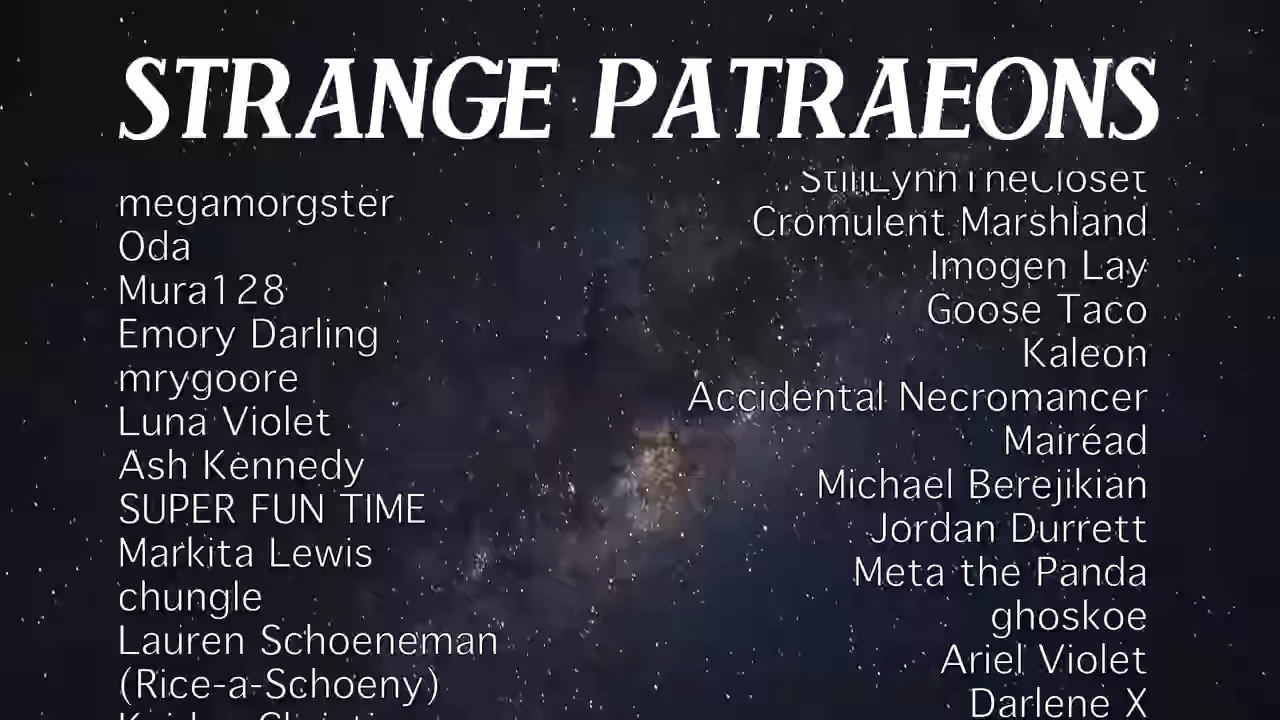 STRANGE PATRAEONS
megamorgster
Oda
Mura128
Emory Darling
mrygoore
Luna Violet
Ash Kennedy
SUPER FUN TIME
Markita Lewis
chungle
Lauren Schoeneman
(Rice-a-Schoeny)
StillLynnTheCloset
Cromulent Marshland
Imogen Lay
Goose Taco
Kaleon
Accidental Necromancer
Mairéad
Michael Berejikian
Jordan Durrett
Meta the Panda
ghoskoe
Ariel Violet
Darlene X